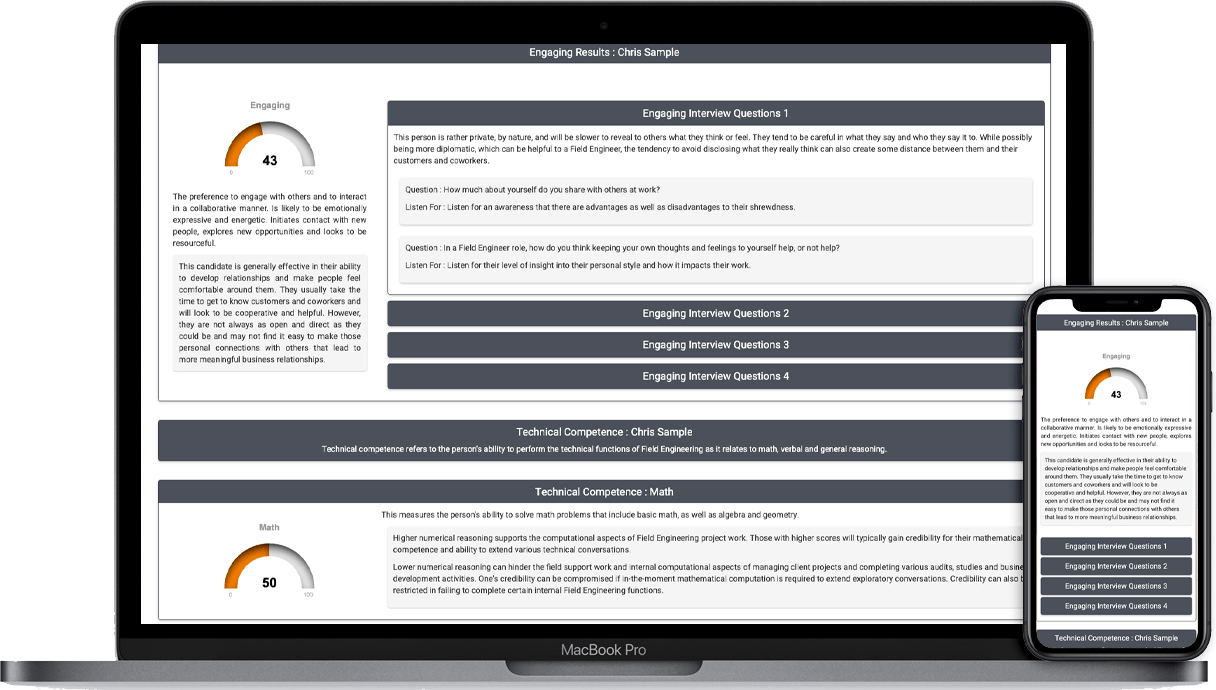 Engaging Results : Chris Sample
Engaging
43
0
100
The preference to engage with others and to interact
in a collaborative manner. Is likely to be emotionally
expressive and energetic. Initiates contact with new
people, explores new opportunities and looks to be
resourceful.
This candidate is generally effective in their ability
to develop relationships and make people feel
comfortable around them. They usually take the
time to get to know customers and coworkers and
will look to be cooperative and helpful. However,
they are not always as open and direct as they
could be and may not find it easy to make those
personal connections with others that lead to
more meaningful business relationships.
Engaging Interview Questions 1
This person is rather private, by nature, and will be slower to reveal to others what they think or feel. They tend to be careful in what they say and who they say it to. While possibly
being more diplomatic, which can be helpful to a Field Engineer, the tendency to avoid disclosing what they really think can also create some distance between them and their
customers and coworkers.
Question : How much about yourself do you share with others at work?
Listen For : Listen for an awareness that there are advantages as well as disadvantages to their shrewdness.
Question : In a Field Engineer role, how do you think keeping your own thoughts and feelings to yourself help, or not help?
Listen For : Listen for their level of insight into their personal style and how it impacts their work.
Engaging Interview Questions 2
Engaging Interview Questions 3
Engaging Interview Questions 4
Technical Competence : Chris Sample
Technical competence refers to the person's ability to perform the technical functions of Field Engineering as it relates to math, verbal and general reasoning.
Technical Competence : Math
Math
50
0
100
This measures the person's ability to solve math problems that include basic math, as well as algebra and geometry.
Higher numerical reasoning supports the computational aspects of Field Engineering project work. Those with higher scores will typically gain credibility for their mathematical
competence and ability to extend various technical conversations.
Lower numerical reasoning can hinder the field support work and internal computational aspects of managing client projects and completing various audits, studies and busine
development activities. One's credibility can be compromised if in-the-moment mathematical computation is required to extend exploratory conversations. Credibility can also b
restricted in failing to complete certain internal Field Engineering functions.
MacBook Pro
Engaging Results : Chris Sample
Engaging
43
0
100
The preference to engage with others and to interact in a
collaborative manner. Is likely to be emotionally expressive
and energetic. Initiates contact with new people, explores
new opportunities and looks to be resourceful.
This candidate is generally effective in their ability to
develop relationships and make people feel comfortable
around them. They usually take the time to get to know
customers and coworkers and will look to be
cooperative and helpful. However, they are not always as
open and direct as they could be and may not find it
easy to make those personal connections with others
that lead to more meaningful business relationships.
Engaging Interview Questions 1
Engaging Interview Questions 2
Engaging Interview Questions 3
Engaging Interview Questions 4
Technical Competence : Chris Sample